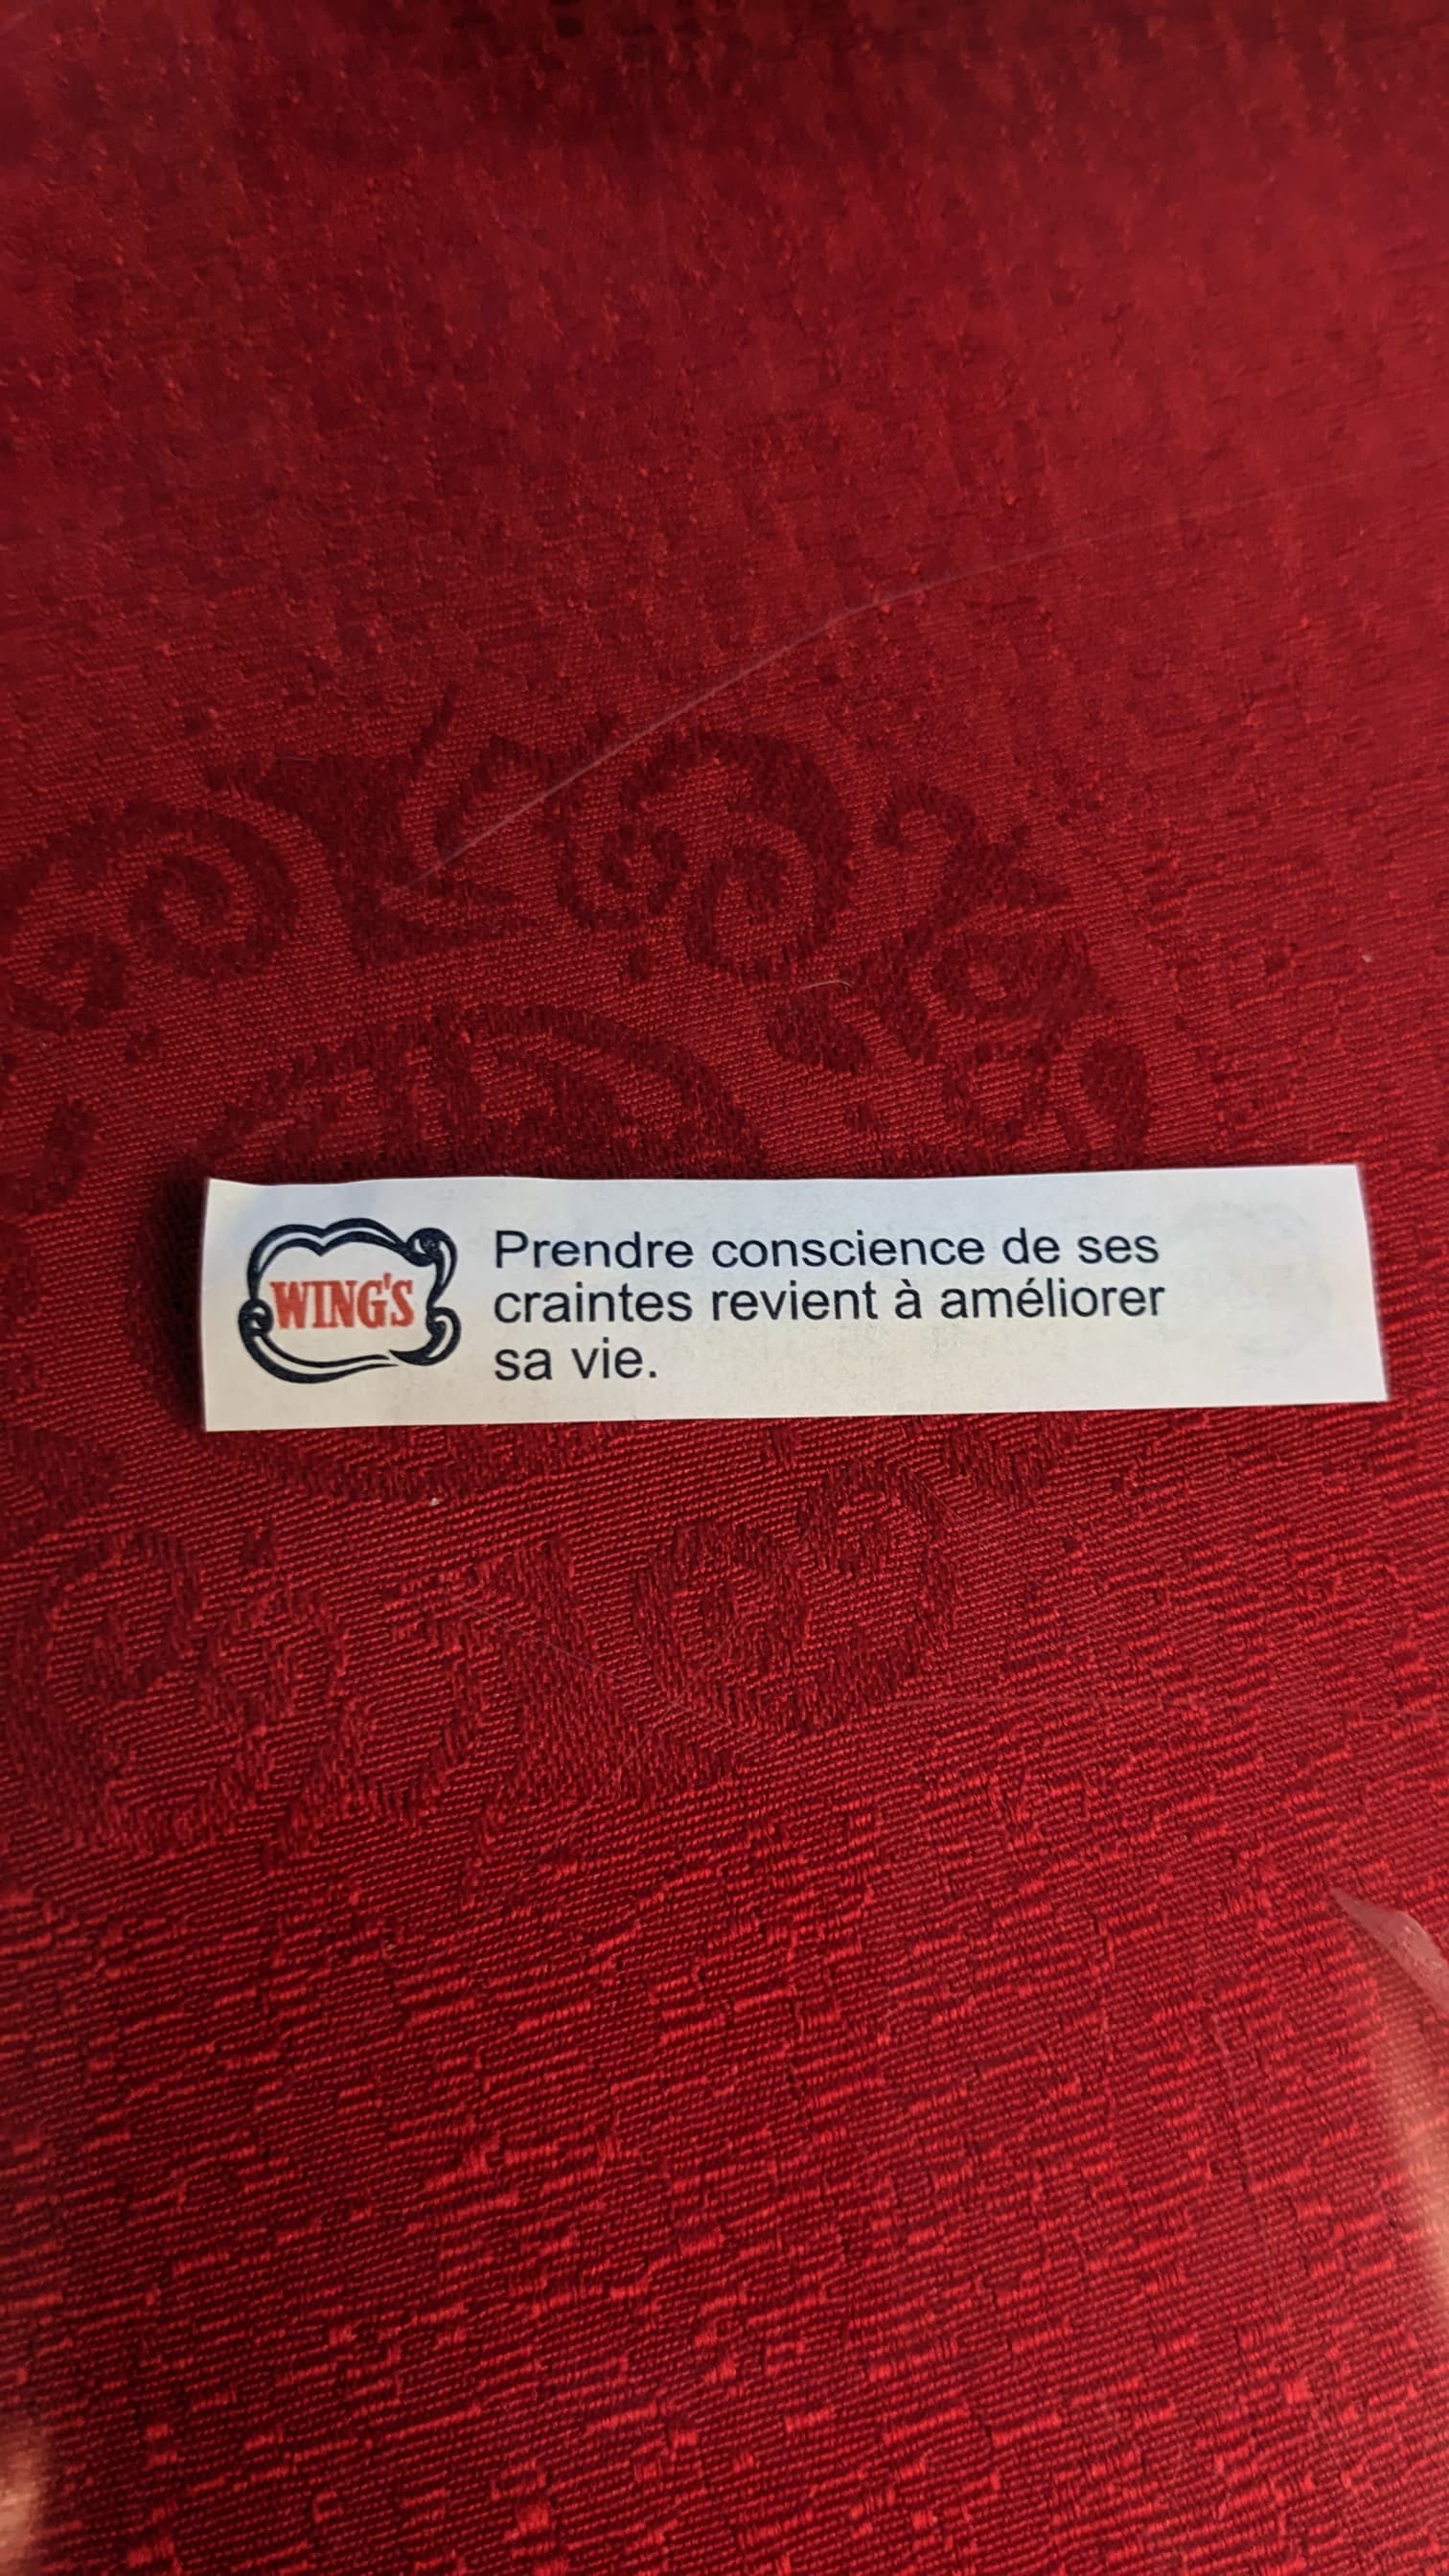 WING'S
Prendre conscience de ses
craintes revient à améliorer
sa vie.